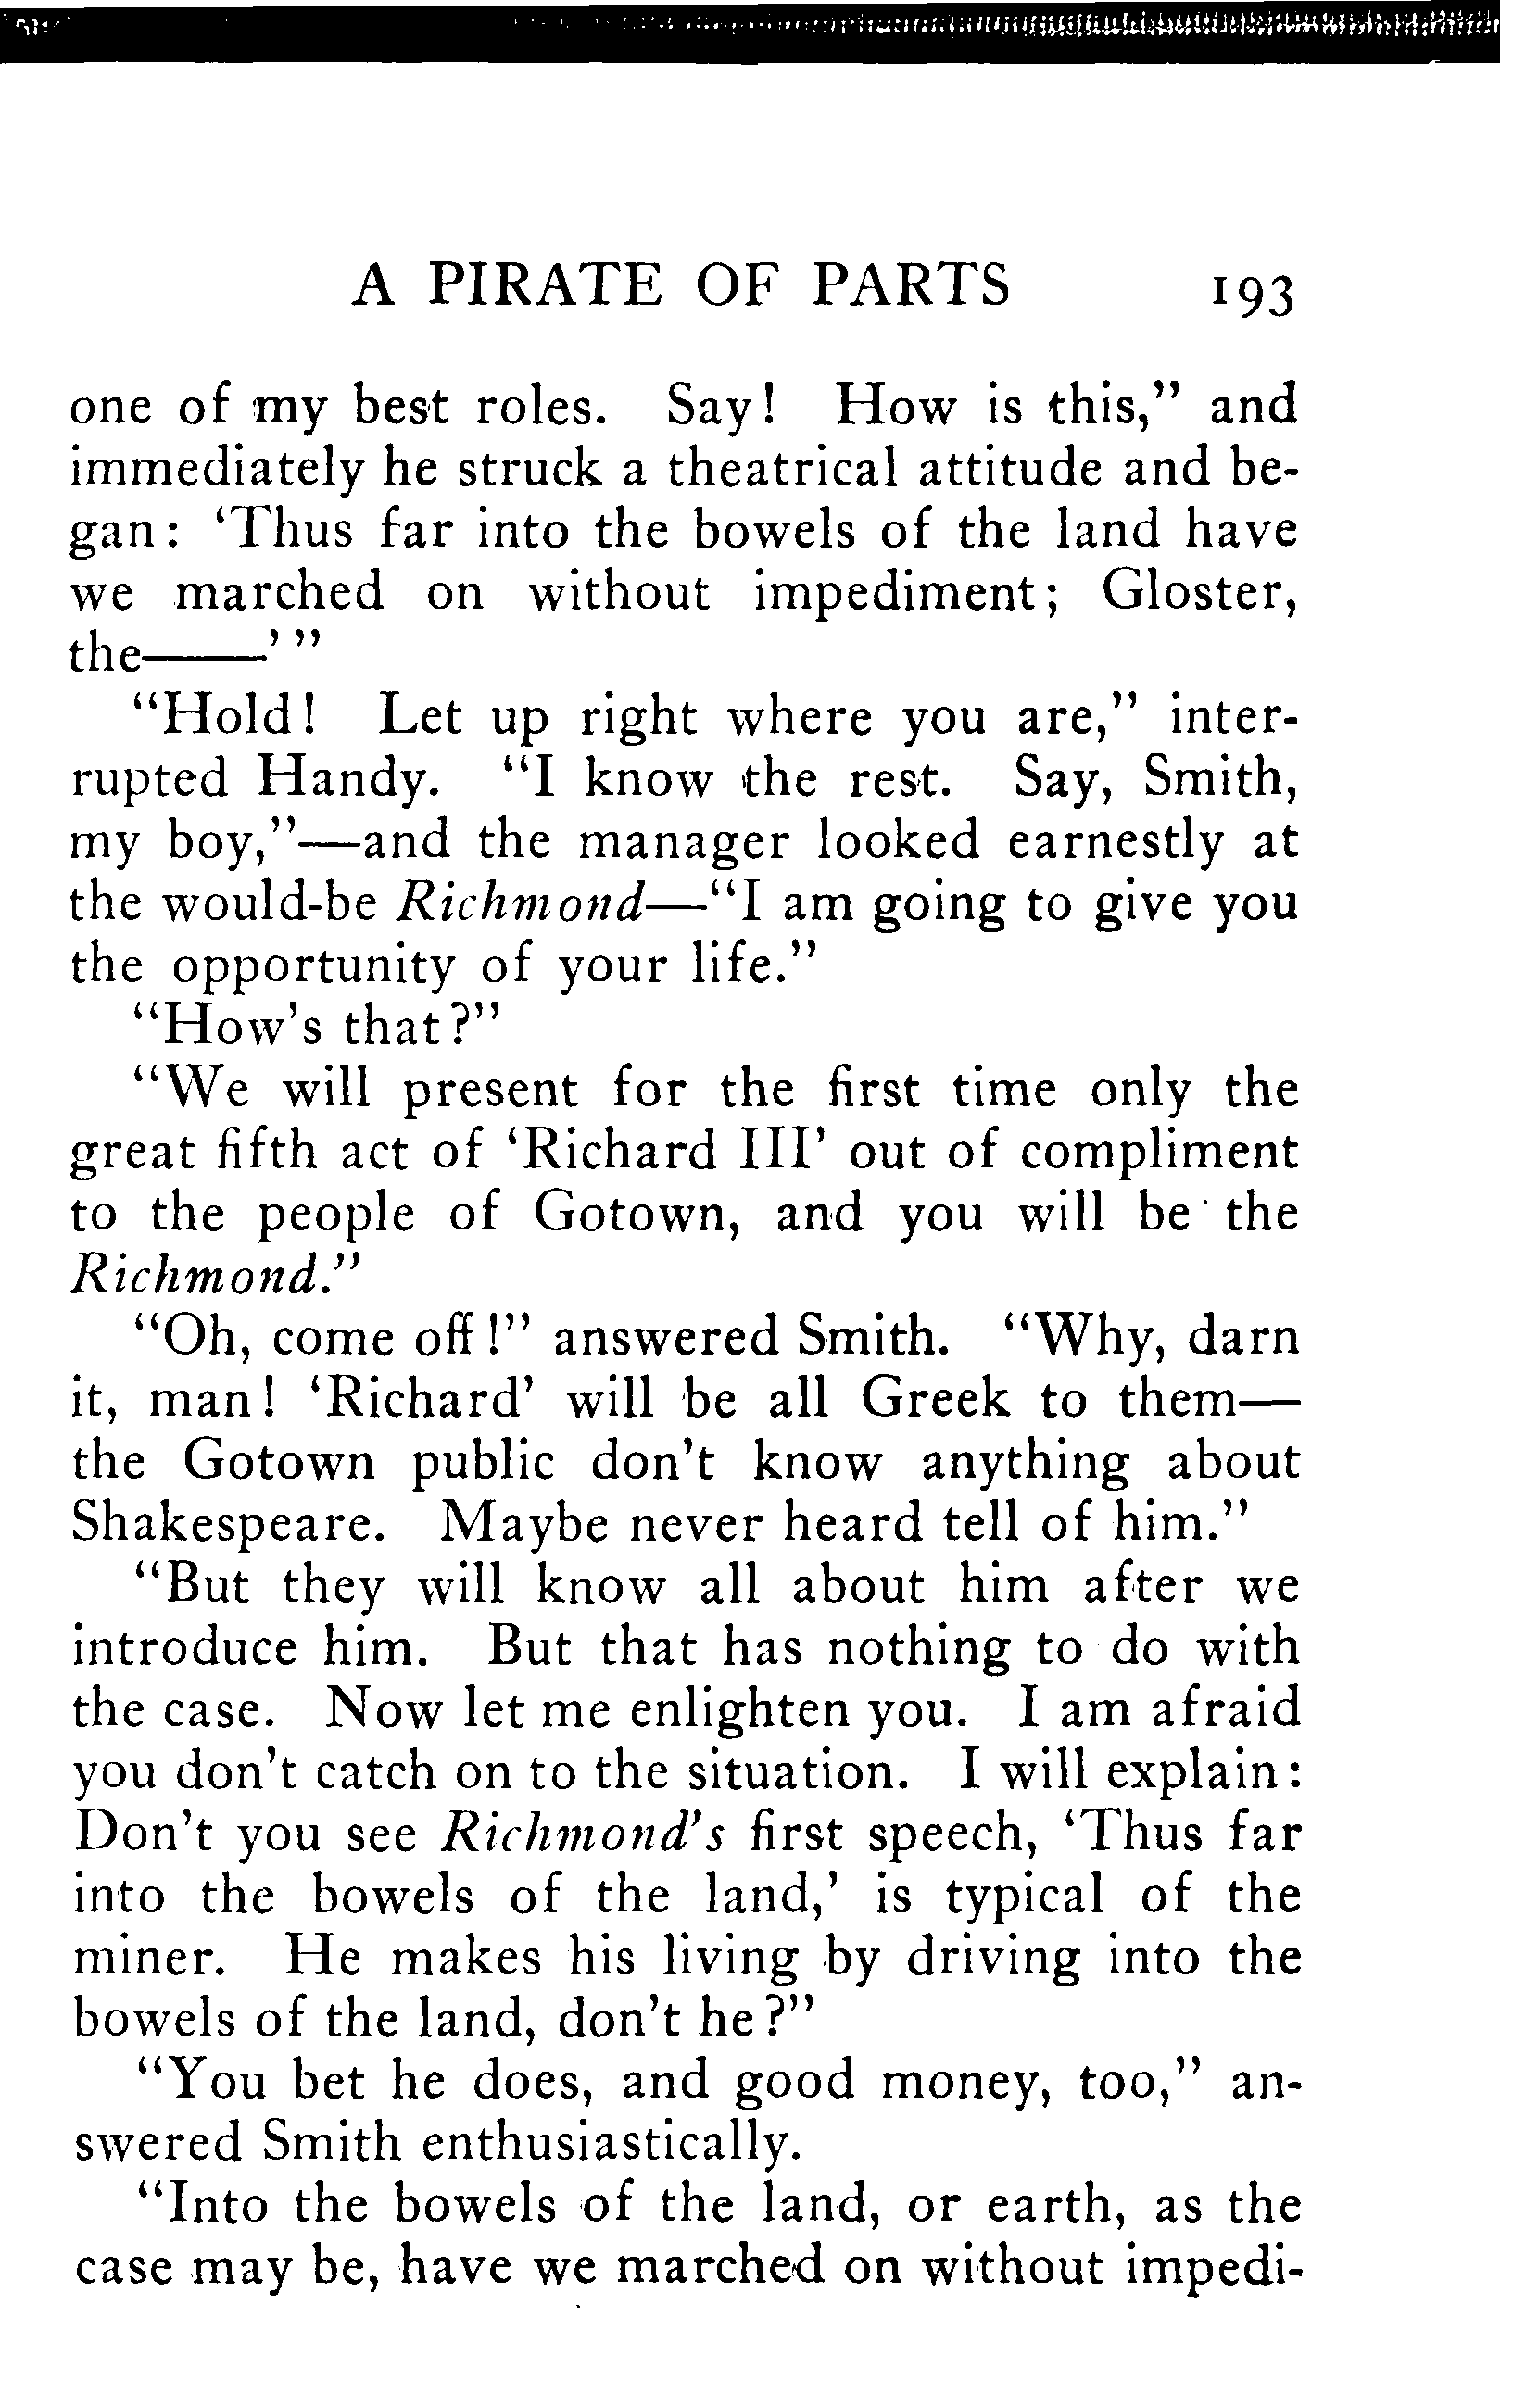 A PIRATE OF PARTS 193
one of my best roles. Say! How is this," and
immediately he struck a theatrical attitude and be-
gan: 'Thus far into the bowels of the land have
we marched on without impediment; Gloster,
the——' "
"Hold! Let up right where you are," inter-
rupted Handy. "I know the rest. Say, Smith,
my boy,"—and the manager looked earnestly at
the would-be Richmond—"I am going to give you
the opportunity of your life."
"How's that?"
"We will present for the first time only the
great fifth act of 'Richard III' out of compliment
to the people of Gotown, and you will be the
Richmond."
"Oh, come off!" answered Smith. "Why, darn
it, man! 'Richard' will be all Greek to them—
the Gotown public don't know anything about
Shakespeare. Maybe never heard tell of him."
"But they will know all about him after we
introduce him. But that has nothing to do with
the case. Now let me enlighten you. I am afraid
you don't catch on to the situation. I will explain:
Don't you see Richmond's first speech, 'Thus far
into the bowels of the land,' is typical of the
miner. He makes his living by driving into the
bowels of the land, don't he?"
"You bet he does, and good money, too," an-
swered Smith enthusiastically.
"Into the bowels of the land, or earth, as the
case may be, have we marched on without impedi-